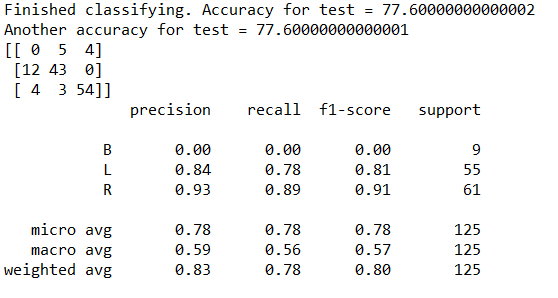 Finished classifying. Accuracy for test = 77.60000000000002
Another accuracy for test = 77.60000000000001
[[ 0  5  4]
 [12 43  0]
 [ 4  3 54]]
              precision    recall  f1-score   support

           B       0.00      0.00      0.00         9
           L       0.84      0.78      0.81        55
           R       0.93      0.89      0.91        61

   micro avg       0.78      0.78      0.78       125
   macro avg       0.59      0.56      0.57       125
weighted avg       0.83      0.78      0.80       125